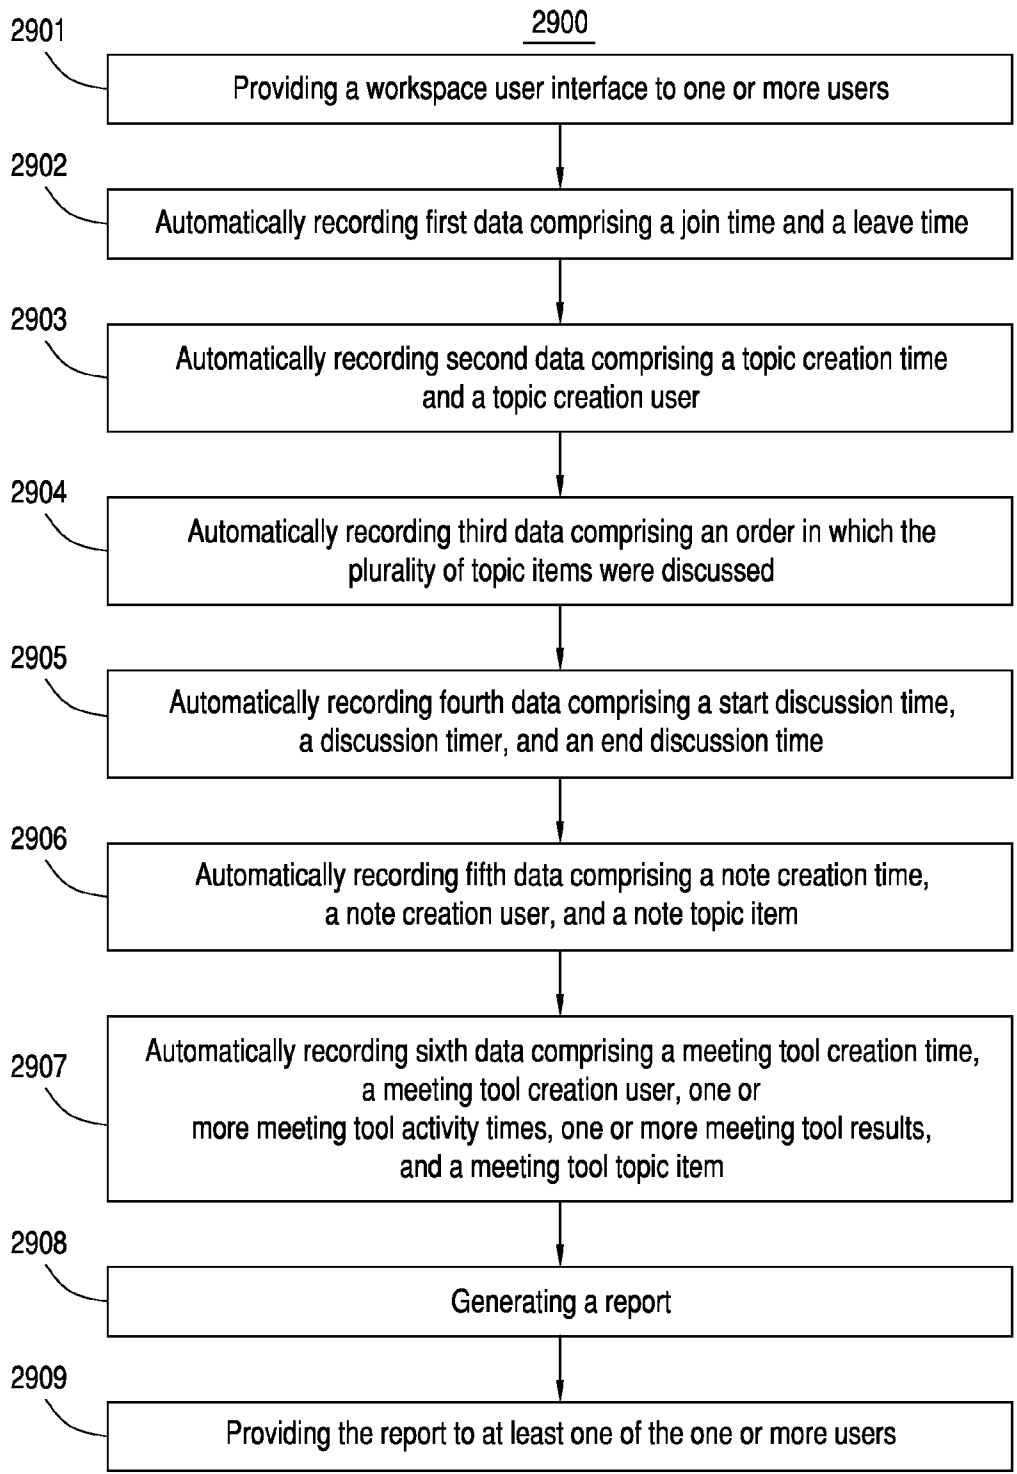 2900
2901
Providing a workspace user interface to one or more users
2902
Automatically recording first data comprising a join time and a leave time
2903
Automatically recording second data comprising a topic creation time
and a topic creation user
2904
Automatically recording third data comprising an order in which the
plurality of topic items were discussed
2905
Automatically recording fourth data comprising a start discussion time,
a discussion timer, and an end discussion time
2906
Automatically recording fifth data comprising a note creation time,
a note creation user, and a note topic item
2907
Automatically recording sixth data comprising a meeting tool creation time,
a meeting tool creation user, one or
more meeting tool activity times, one or more meeting tool results,
and a meeting tool topic item
2908
Generating a report
2909
Providing the report to at least one of the one or more users